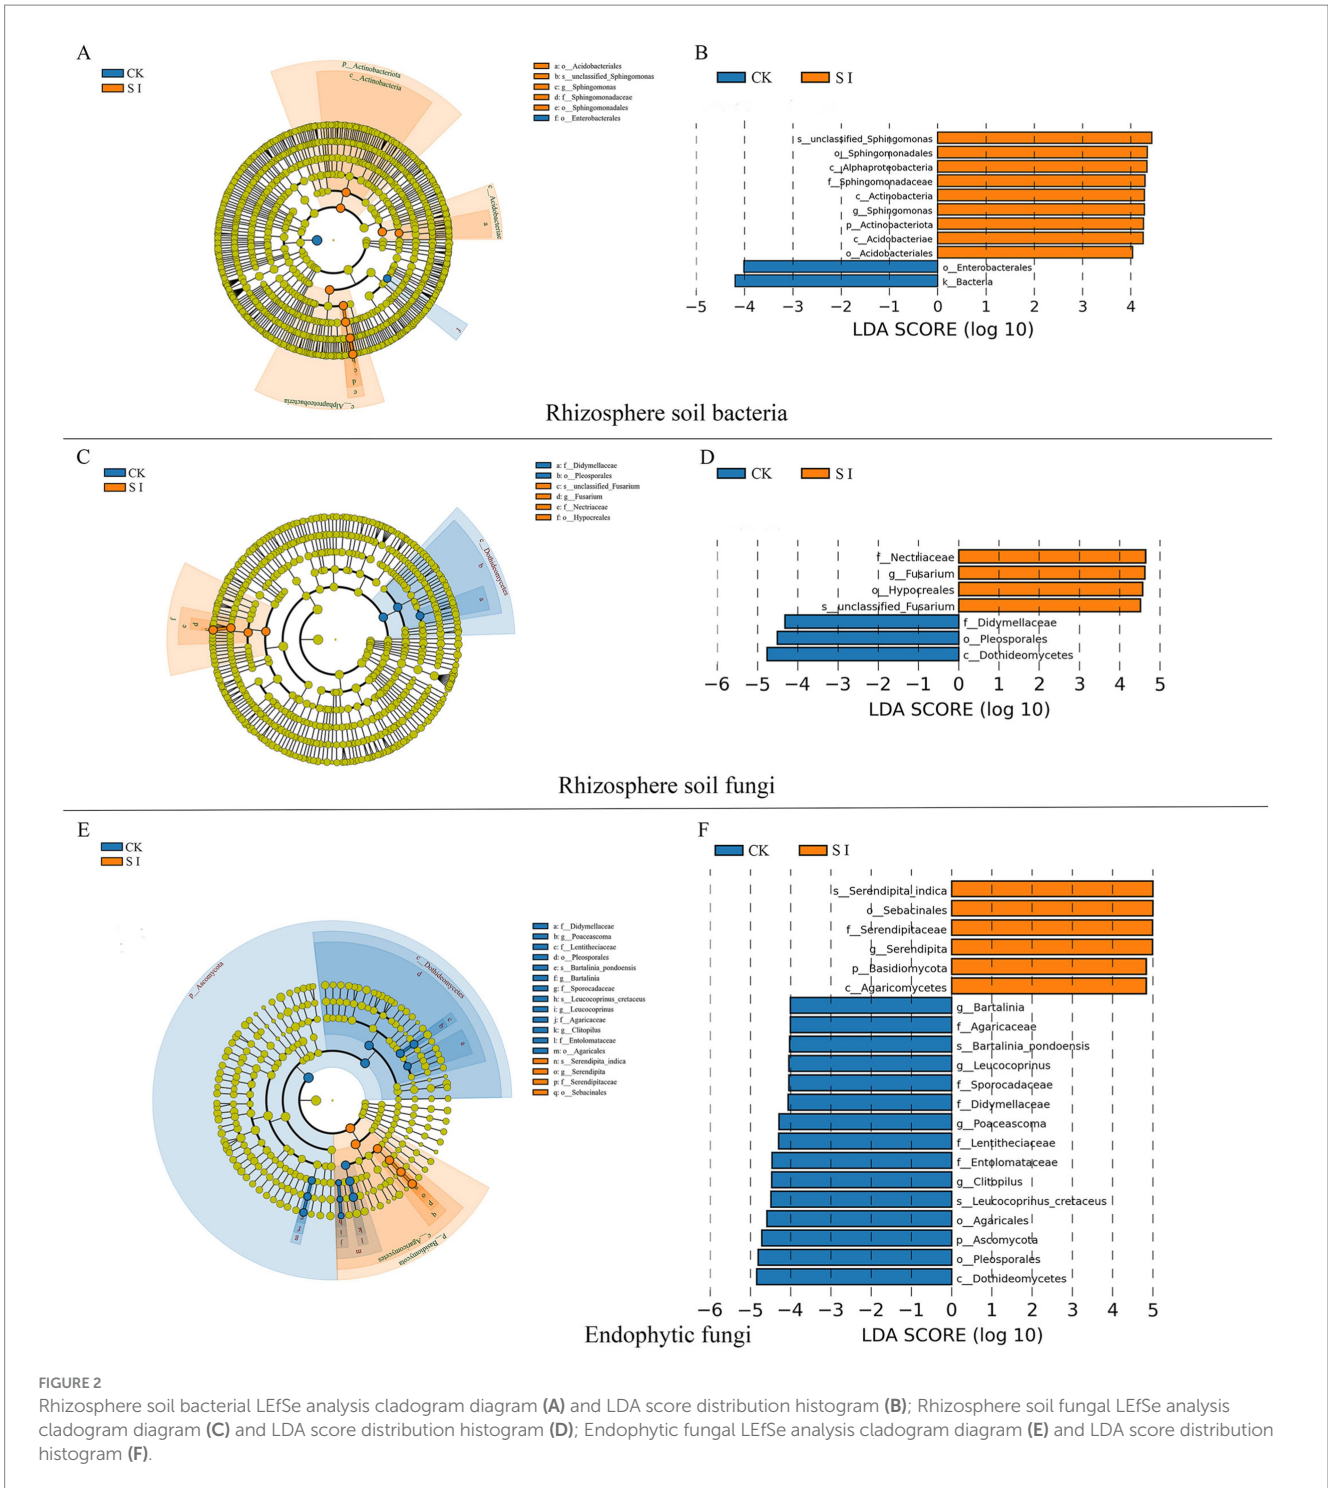 A
CK
S I
p__Actinobacteriota
c__Actinobacteria
c__Acidobacteriae
a
f
b
c
d
e
c__Alphaproteobacteria
a: o__Acidobacteriales
b: s__unclassified_Sphingomonas
c: g__Sphingomonas
d: f__Sphingomonadaceae
e: o__Sphingomonadales
f: o__Enterobacterales
B
CK S I
s__unclassified_Sphingomonas
o__Sphingomonadales
c__Alphaproteobacteria
f__Sphingomonadaceae
c__Actinobacteria
g__Sphingomonas
p__Actinobacteriota
c__Acidobacteriae
o__Acidobacteriales
o__Enterobacterales
k__Bacteria
−5 −4 −3 −2 −1 0 1 2 3 4
LDA SCORE (log 10)
Rhizosphere soil bacteria
C
CK
S I
c__Dothideomycetes
b
a
f
e
d
a: f__Didymellaceae
b: o__Pleosporales
c: s__unclassified_Fusarium
d: g__Fusarium
e: f__Nectriaceae
f: o__Hypocreales
D
CK S I
f__Nectriaceae
g__Fusarium
o__Hypocreales
s__unclassified_Fusarium
f__Didymellaceae
o__Pleosporales
c__Dothideomycetes
−6 −5 −4 −3 −2 −1 0 1 2 3 4 5
LDA SCORE (log 10)
Rhizosphere soil fungi
E
CK
S I
p__Ascomycota
c__Dothideomycetes
d
c__Agaricomycetes
p__Basidiomycota
a: f__Didymellaceae
b: g__Poaceascoma
c: f__Lentitheciaceae
d: o__Pleosporales
e: s__Bartalinia_pondoensis
f: g__Bartalinia
g: f__Sporocadaceae
h: s__Leucocoprinus_cretaceus
i: g__Leucocoprinus
j: f__Agaricaceae
k: g__Clitopilus
l: f__Entolomataceae
m: o__Agaricales
n: s__Serendipita_indica
o: g__Serendipita
p: f__Serendipitaceae
q: o__Sebacinales
F
CK S I
s__Serendipita_indica
o__Sebacinales
f__Serendipitaceae
g__Serendipita
p__Basidiomycota
c__Agaricomycetes
g__Bartalinia
f__Agaricaceae
s__Bartalinia_pondoensis
g__Leucocoprinus
f__Sporocadaceae
f__Didymellaceae
g__Poaceascoma
f__Lentitheciaceae
f__Entolomataceae
g__Clitopilus
s__Leucocoprinus_cretaceus
o__Agaricales
p__Ascomycota
o__Pleosporales
c__Dothideomycetes
−6 −5 −4 −3 −2 −1 0 1 2 3 4 5
LDA SCORE (log 10)
Endophytic fungi
FIGURE 2
Rhizosphere soil bacterial LEfSe analysis cladogram diagram (A) and LDA score distribution histogram (B); Rhizosphere soil fungal LEfSe analysis
cladogram diagram (C) and LDA score distribution histogram (D); Endophytic fungal LEfSe analysis cladogram diagram (E) and LDA score distribution
histogram (F).